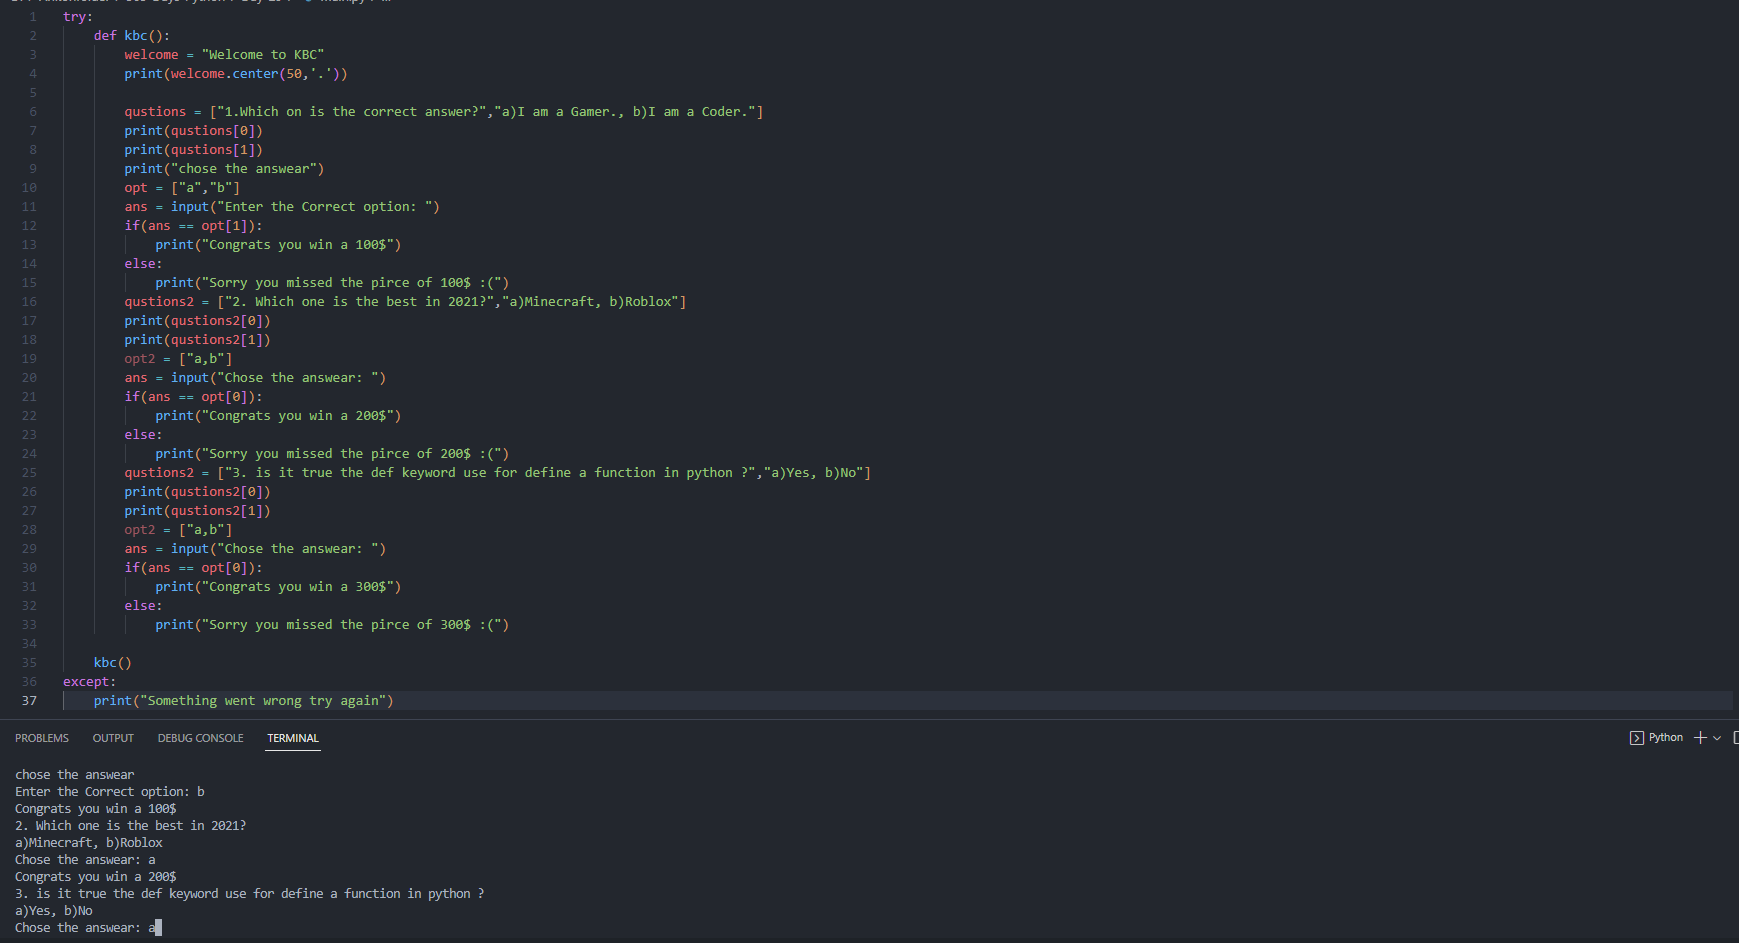 1 try:
2     def kbc():
3         welcome = "Welcome to KBC"
4         print(welcome.center(50,'.'))
5
6         qustions = ["1.Which on is the correct answer?","a)I am a Gamer., b)I am a Coder."]
7         print(qustions[0])
8         print(qustions[1])
9         print("chose the answear")
10         opt = ["a","b"]
11         ans = input("Enter the Correct option: ")
12         if(ans == opt[1]):
13             print("Congrats you win a 100$")
14         else:
15             print("Sorry you missed the pirce of 100$ :(")
16         qustions2 = ["2. Which one is the best in 2021?","a)Minecraft, b)Roblox"]
17         print(qustions2[0])
18         print(qustions2[1])
19         opt2 = ["a,b"]
20         ans = input("Chose the answear: ")
21         if(ans == opt[0]):
22             print("Congrats you win a 200$")
23         else:
24             print("Sorry you missed the pirce of 200$ :(")
25         qustions2 = ["3. is it true the def keyword use for define a function in python ?","a)Yes, b)No"]
26         print(qustions2[0])
27         print(qustions2[1])
28         opt2 = ["a,b"]
29         ans = input("Chose the answear: ")
30         if(ans == opt[0]):
31             print("Congrats you win a 300$")
32         else:
33             print("Sorry you missed the pirce of 300$ :(")
34
35     kbc()
36 except:
37     print("Something went wrong try again")
PROBLEMS OUTPUT DEBUG CONSOLE TERMINAL Python
chose the answear
Enter the Correct option: b
Congrats you win a 100$
2. Which one is the best in 2021?
a)Minecraft, b)Roblox
Chose the answear: a
Congrats you win a 200$
3. is it true the def keyword use for define a function in python ?
a)Yes, b)No
Chose the answear: a